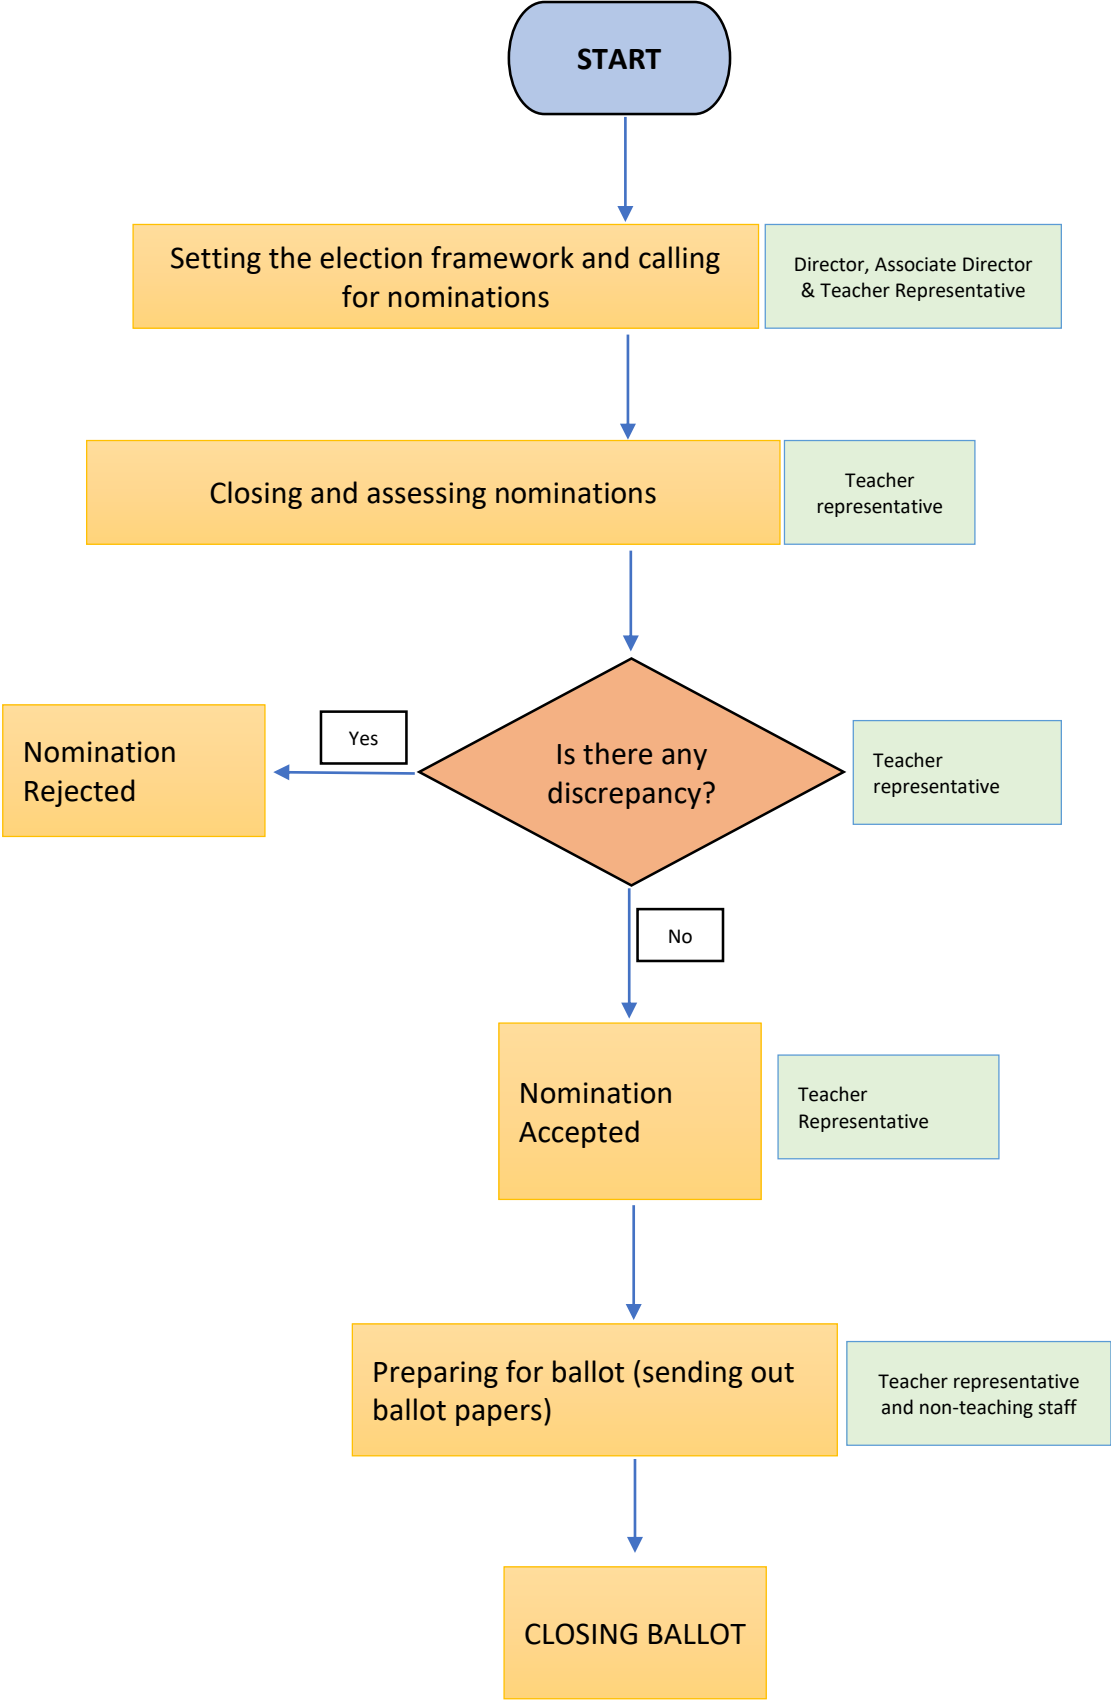 START
Setting the election framework and calling
for nominations
Director, Associate Director
& Teacher Representative
Closing and assessing nominations
Teacher
representative
Nomination
Rejected
Yes
Is there any
discrepancy?
Teacher
representative
No
Nomination
Accepted
Teacher
Representative
Preparing for ballot (sending out
ballot papers)
Teacher representative
and non-teaching staff
CLOSING BALLOT